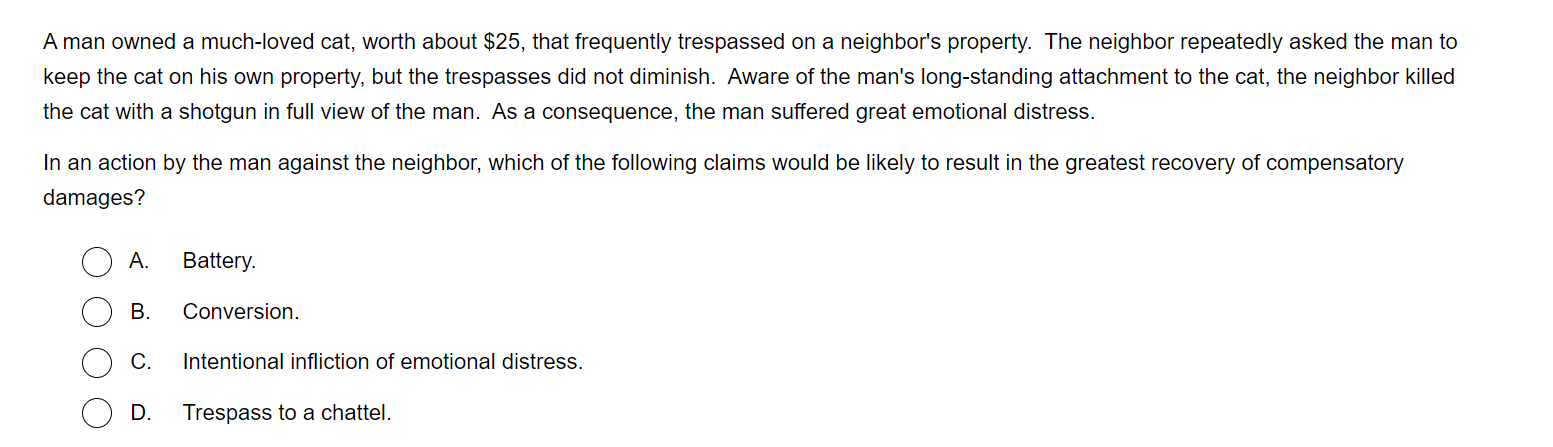 A man owned a much-loved cat, worth about $25, that frequently trespassed on a neighbor's property.  The neighbor repeatedly asked the man to
keep the cat on his own property, but the trespasses did not diminish.  Aware of the man's long-standing attachment to the cat, the neighbor killed
the cat with a shotgun in full view of the man.  As a consequence, the man suffered great emotional distress.
In an action by the man against the neighbor, which of the following claims would be likely to result in the greatest recovery of compensatory
damages?
A. Battery.
B. Conversion.
C. Intentional infliction of emotional distress.
D. Trespass to a chattel.